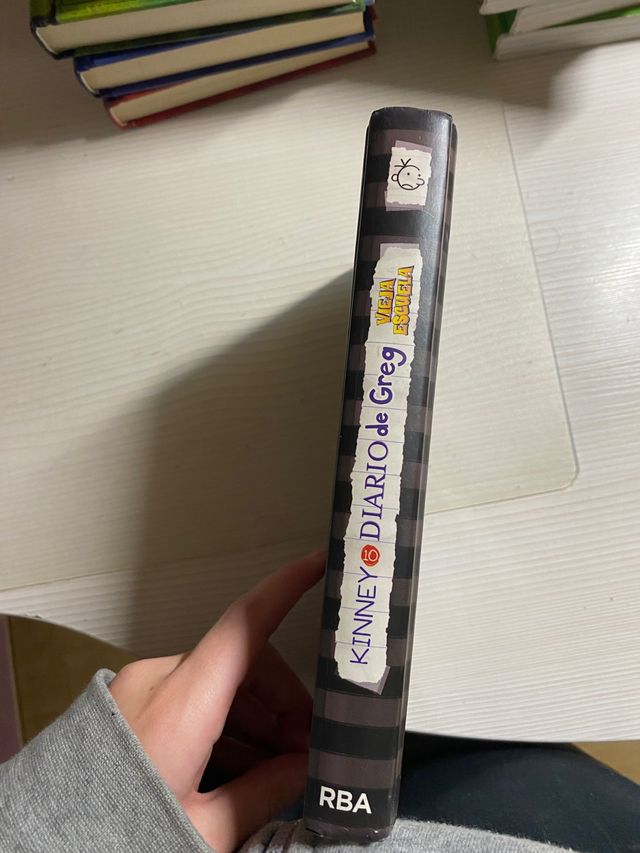 KINNEY 10 DIARIO de Greg
VIEJA
ESCUELA
RBA